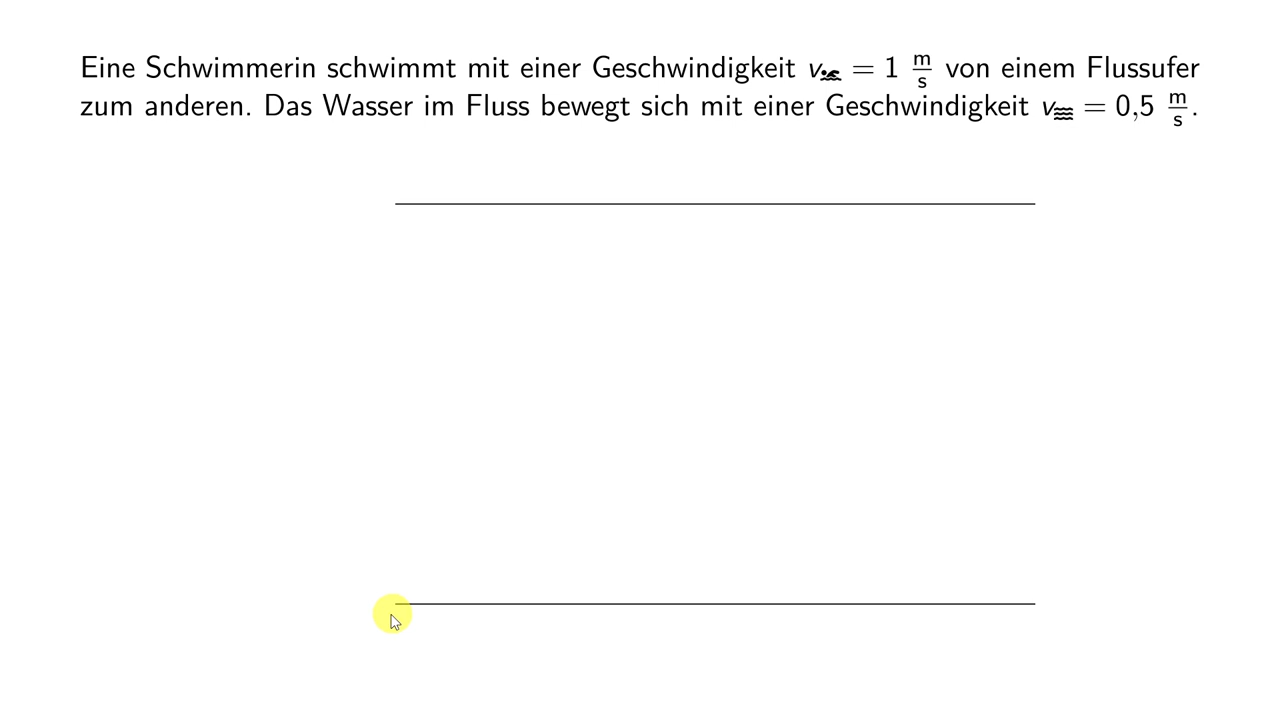 Eine Schwimmerin schwimmt mit einer Geschwindigkeit v = 1 m/s von einem Flussufer
zum anderen. Das Wasser im Fluss bewegt sich mit einer Geschwindigkeit v = 0,5 m/s.